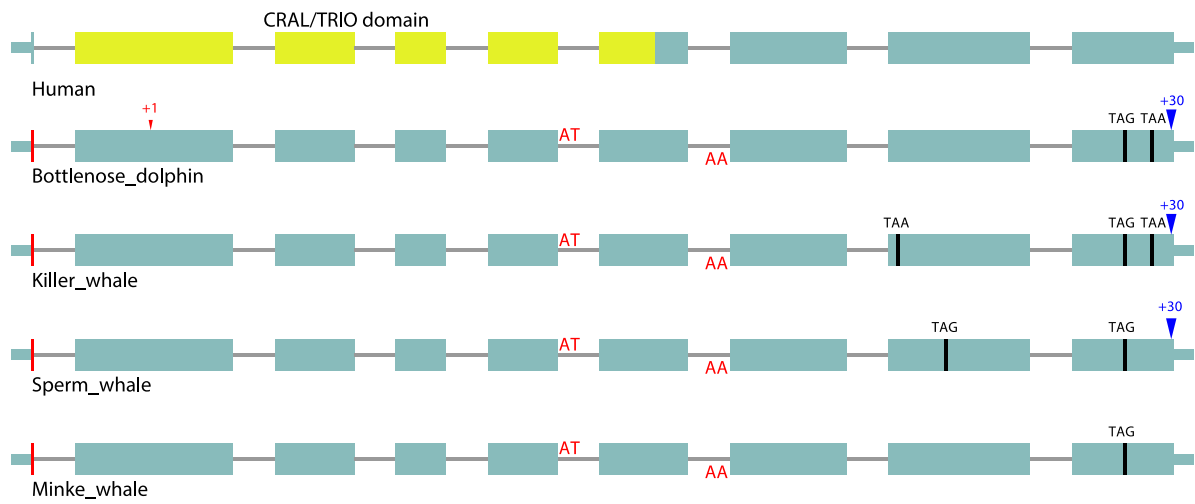 CRAL/TRIO domain
Human
+1
+30
TAG TAA
AT
AA
Bottlenose_dolphin
+30
TAA
TAG TAA
AT
AA
Killer_whale
+30
TAG
TAG
AT
AA
Sperm_whale
TAG
AT
AA
Minke_whale